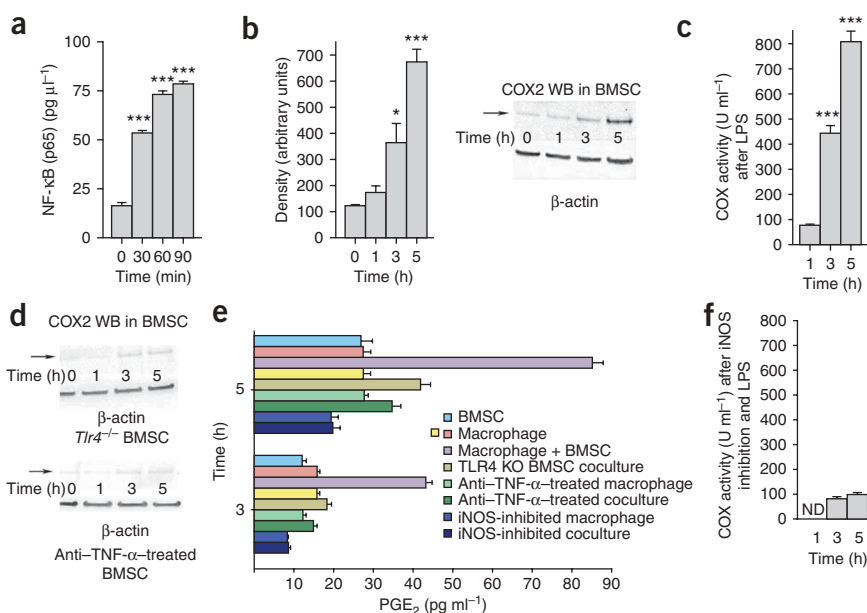 a
NF-κB (p65) (pg μl⁻¹)
100
75
50
25
0
***
***
***
0 30 60 90
Time (min)
b
Density (arbitrary units)
700
600
500
400
300
200
100
0
*
***
0 1 3 5
Time (h)
COX2 WB in BMSC
Time (h) 0 1 3 5
β-actin
c
COX activity (U ml⁻¹)
after LPS
800
700
600
500
400
300
200
100
0
***
***
1 3 5
Time (h)
d
COX2 WB in BMSC
Time (h) 0 1 3 5
β-actin
Tlr4⁻/⁻ BMSC
Time (h) 0 1 3 5
β-actin
Anti–TNF-α–treated
BMSC
e
Time (h)
5
3
BMSC
Macrophage
Macrophage + BMSC
TLR4 KO BMSC coculture
Anti-TNF-α–treated macrophage
Anti-TNF-α–treated coculture
iNOS-inhibited macrophage
iNOS-inhibited coculture
10 20 30 40 50 60 70 80 90
PGE₂ (pg ml⁻¹)
f
COX activity (U ml⁻¹) after iNOS
inhibition and LPS
800
700
600
500
400
300
200
100
0
ND
1 3 5
Time (h)